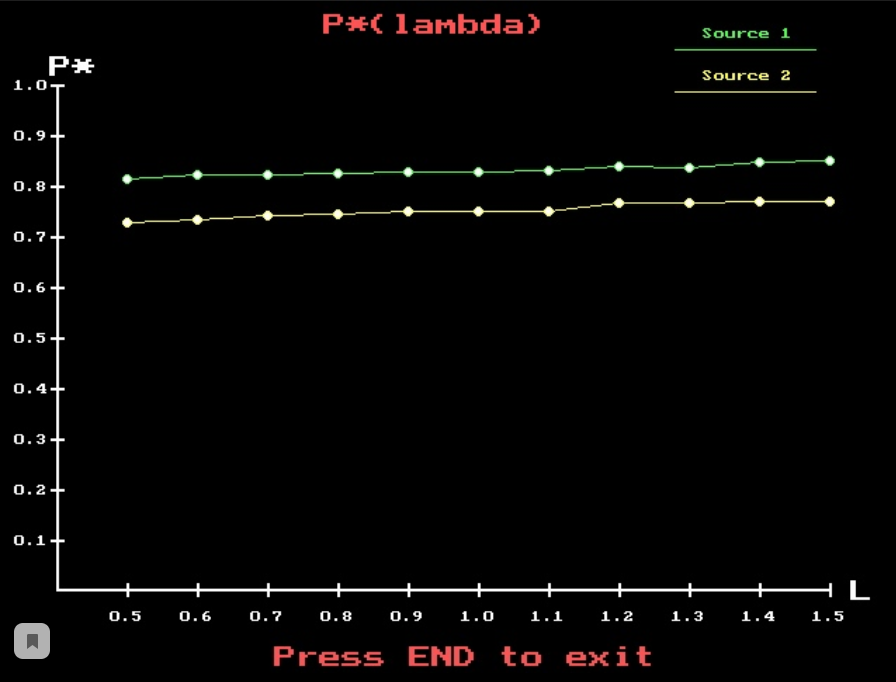 P*(lambda)
Source 1
P*
Source 2
1.0
0.9
0.8
0.7
0.6
0.5
0.4
0.3
0.2
0.1
L
0.5 0.6 0.7 0.8 0.9 1.0 1.1 1.2 1.3 1.4 1.5
Press END to exit